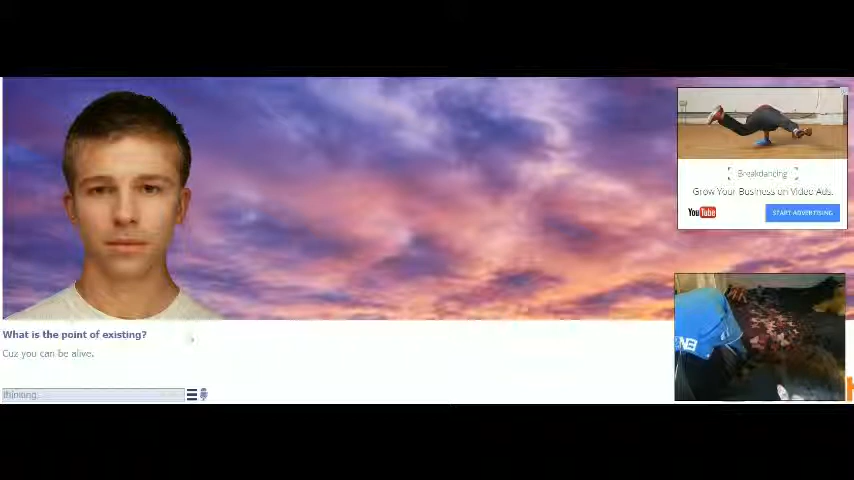 What is the point of existing?
Cuz you can be alive.
thinking
Breakdancing
Grow Your Business on Video Ads.
YouTube
START ADVERTISING